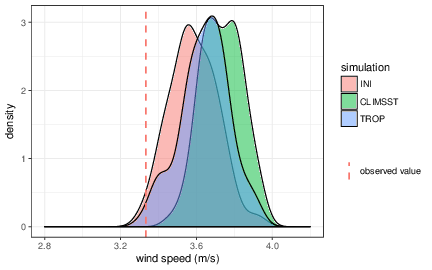 density
3
2
1
0
2.8 3.2 3.6 4.0
wind speed (m/s)
simulation
INI
CLIMSST
TROP
observed value